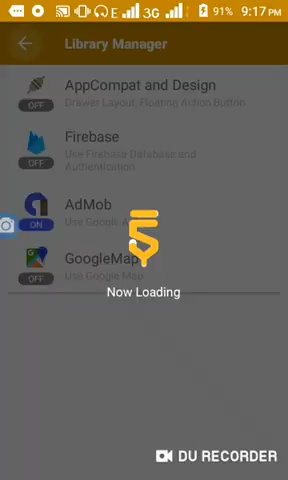 E 3G 91% 9:17 PM
Library Manager
AppCompat and Design
OFF
Drawer Layout, Floating Action Button
Firebase
OFF
Use Firebase Database and
Authentication
AdMob
ON
Use Google
GoogleMap
OFF
Use Google Map
Now Loading
DU RECORDER